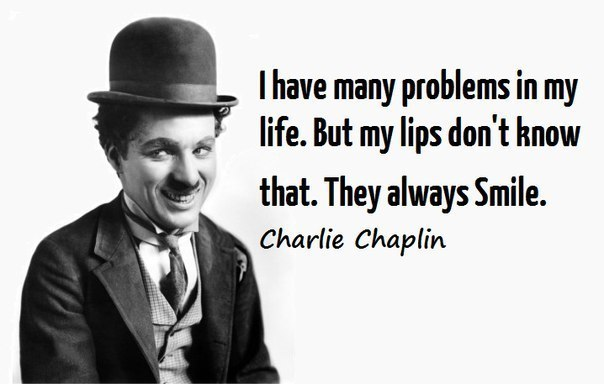 I have many problems in my
life. But my lips don't know
that. They always Smile.
Charlie Chaplin